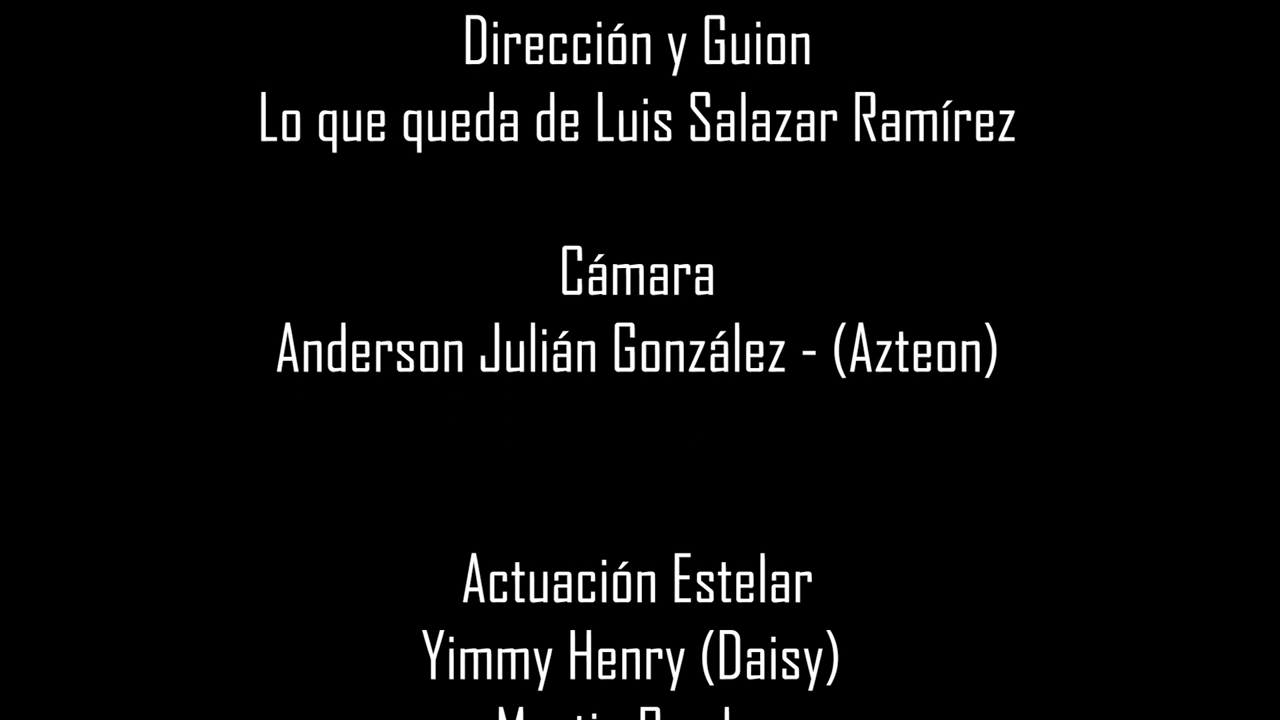 Dirección y Guion
Lo que queda de Luis Salazar Ramírez
Cámara
Anderson Julián González - (Azteon)
Actuación Estelar
Yimmy Henry (Daisy)